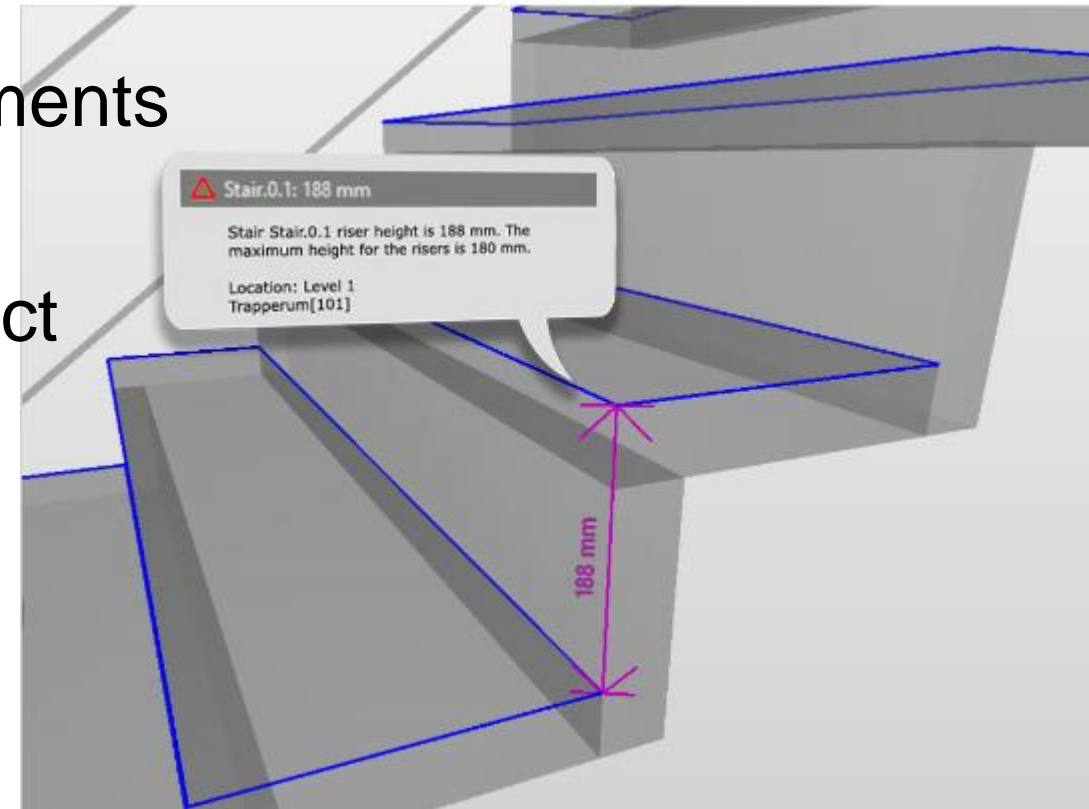 ments
ct
Stair.0.1: 188 mm
Stair Stair.0.1 riser height is 188 mm. The
maximum height for the risers is 180 mm.
Location: Level 1
Trapperum[101]
188 mm